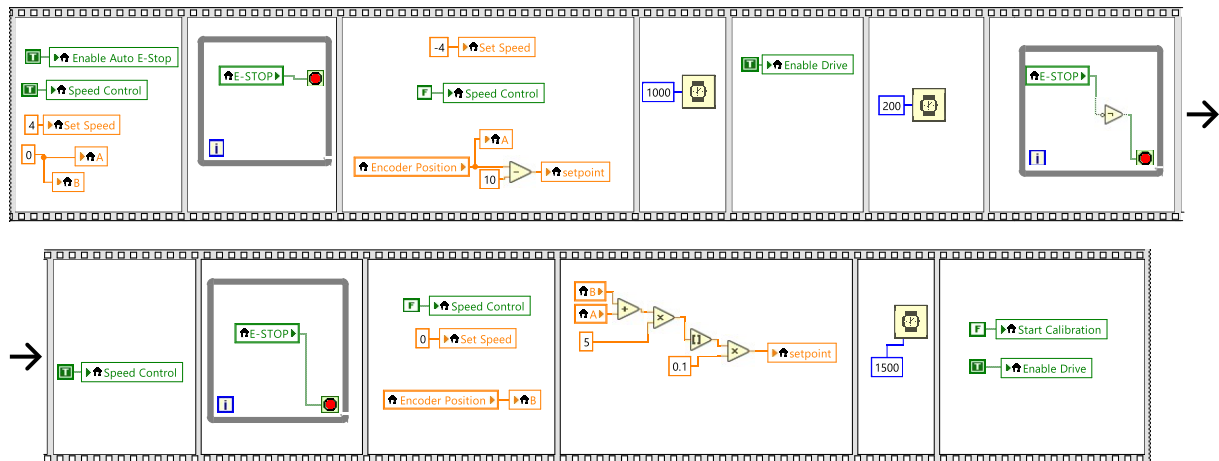 T Enable Auto E-Stop
T Speed Control
4 Set Speed
0 A
B
E-STOP
i
-4 Set Speed
F Speed Control
A
Encoder Position
10 - setpoint
1000
T Enable Drive
200
E-STOP
¬
i
T Speed Control
E-STOP
i
F Speed Control
0 Set Speed
Encoder Position B
B
A
+
×
5
[]
0.1
×
setpoint
1500
F Start Calibration
T Enable Drive